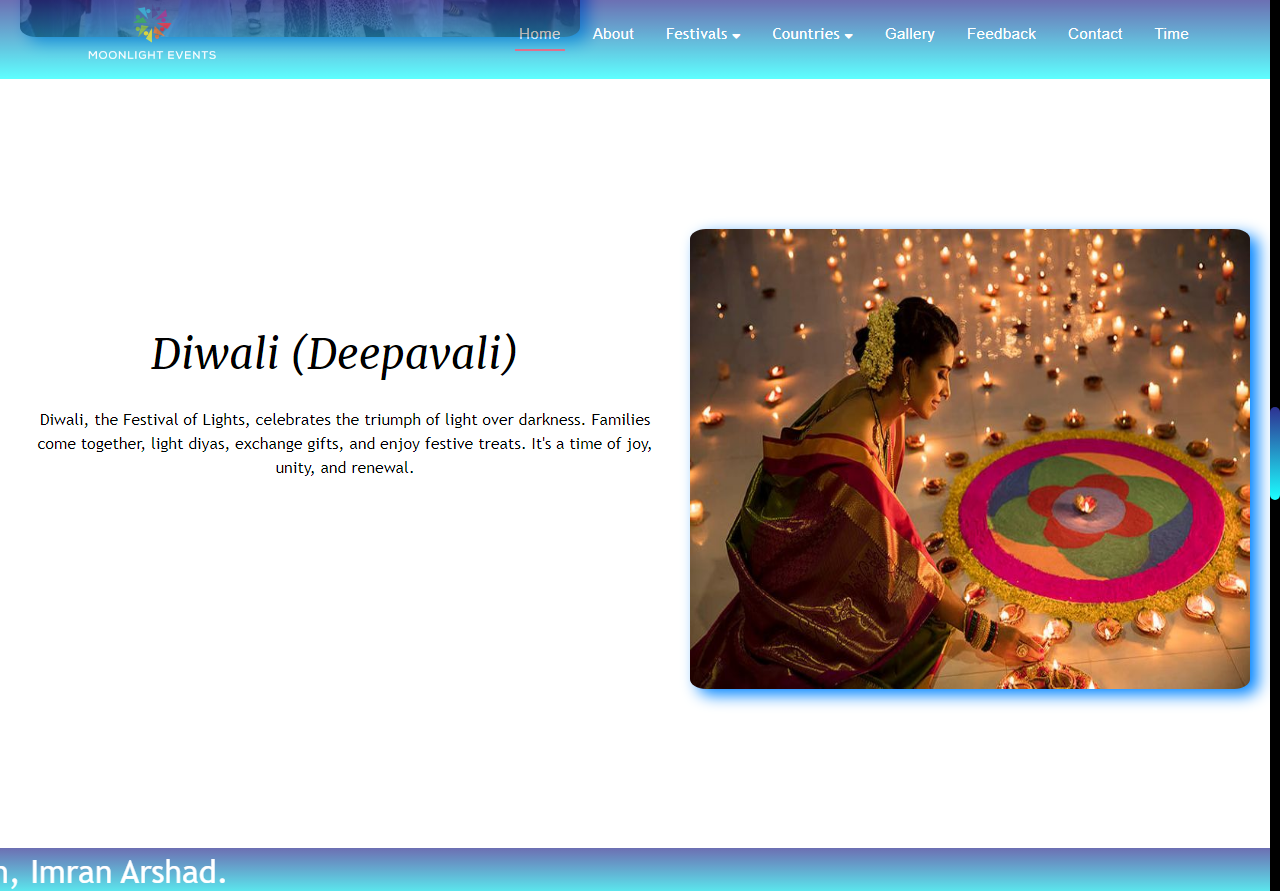 Home About Festivals Countries Gallery Feedback Contact Time
MOONLIGHT EVENTS
Diwali (Deepavali)
Diwali, the Festival of Lights, celebrates the triumph of light over darkness. Families
come together, light diyas, exchange gifts, and enjoy festive treats. It's a time of joy,
unity, and renewal.
, Imran Arshad.